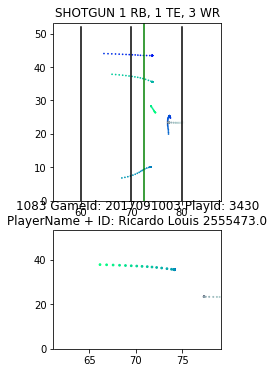 SHOTGUN 1 RB, 1 TE, 3 WR
50
40
30
20
10
0
60 70 80
1083 GameId: 2017091003 PlayId: 3430
PlayerName + ID: Ricardo Louis 2555473.0
40
20
0
65 70 75